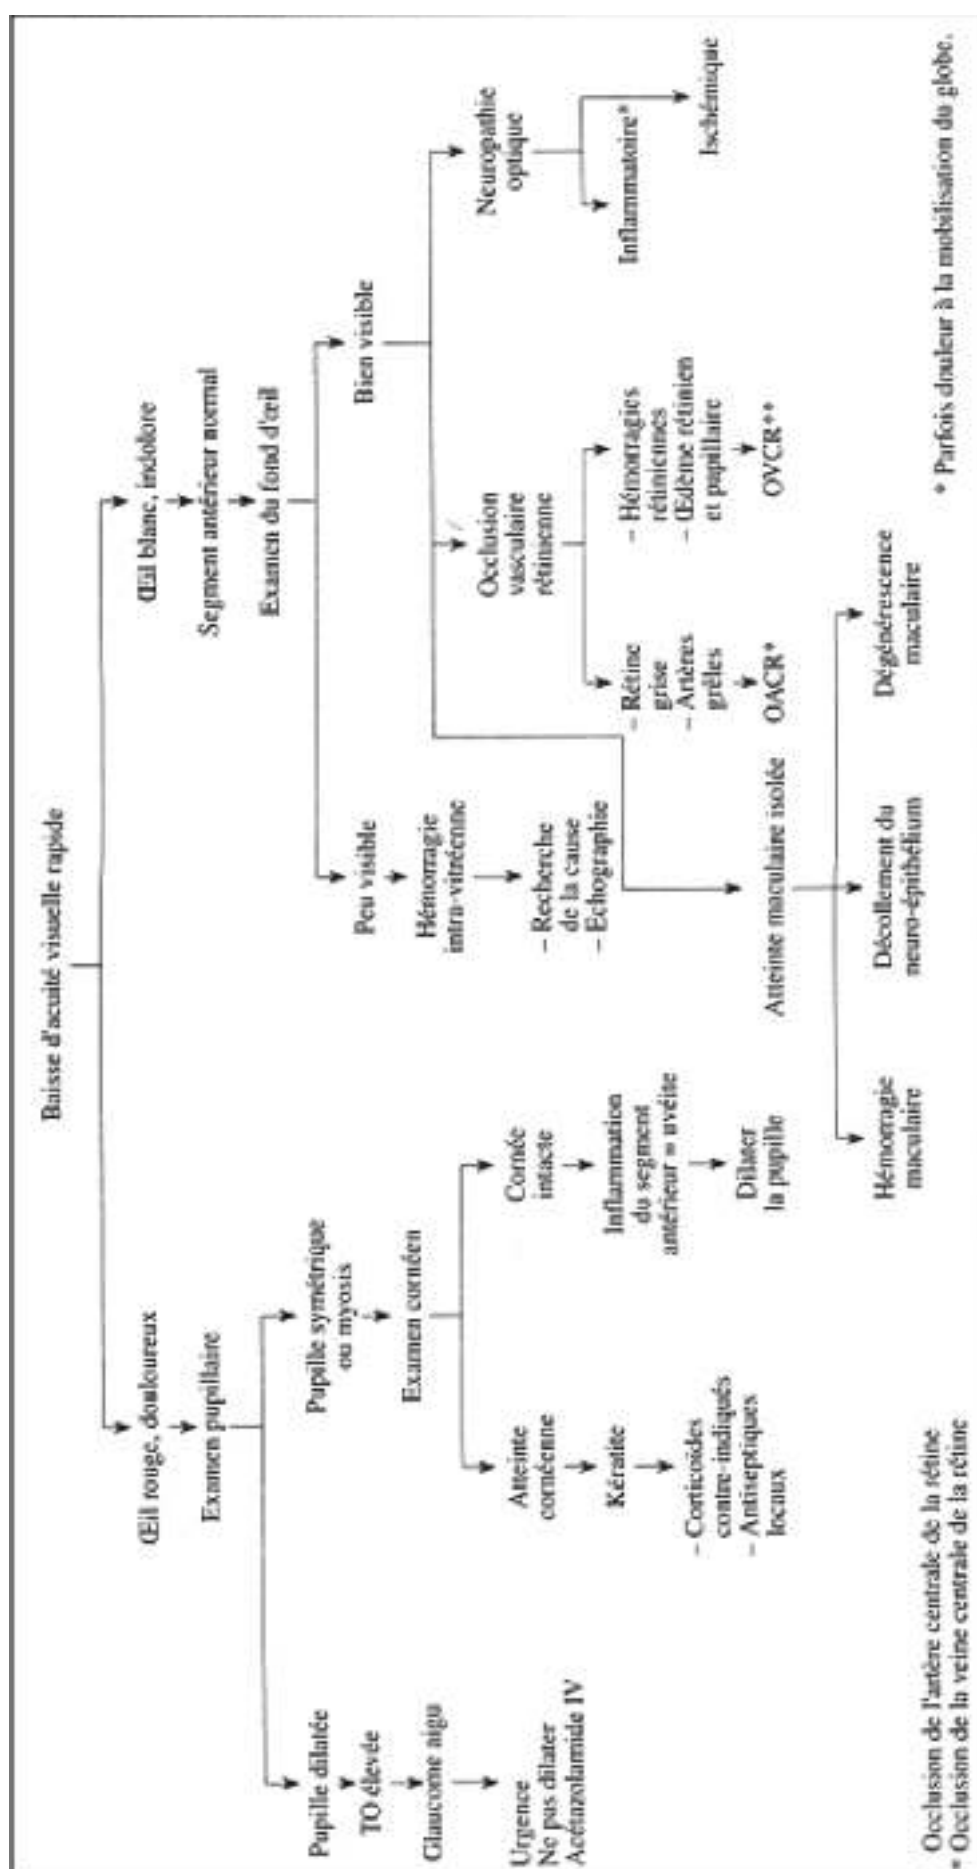 Baisse d'acuité visuelle rapide
Œil rouge, douloureux
Examen pupillaire
Pupille dilatée
TO élevée
Glaucome aigu
Urgence
Ne pas dilater
Acétazolamide IV
Pupille symétrique
ou myosis
Examen cornéen
Atteinte
cornéenne
Kératite
– Corticoïdes
contre-indiqués
– Antiseptiques
locaux
Cornée
intacte
Inflammation
du segment
antérieur = uvéite
Dilater
la pupille
Œil blanc, indolore
Segment antérieur normal
Examen du fond d'œil
Peu visible
Hémorragie
intra-vitréenne
– Recherche
de la cause
– Echographie
Bien visible
Atteinte maculaire isolée
Hémorragie
maculaire
Décollement du
neuro-épithélium
Dégénérescence
maculaire
Occlusion
vasculaire
rétinienne
– Rétine
grise
– Artères
grêles
OACR*
– Hémorragies
rétiniennes
– Œdème rétinien
et papillaire
OVCR**
Neuropathie
optique
Inflammatoire*
Ischémique
Occlusion de l'artère centrale de la rétine
* Occlusion de la veine centrale de la rétine
* Parfois douleur à la mobilisation du globe.